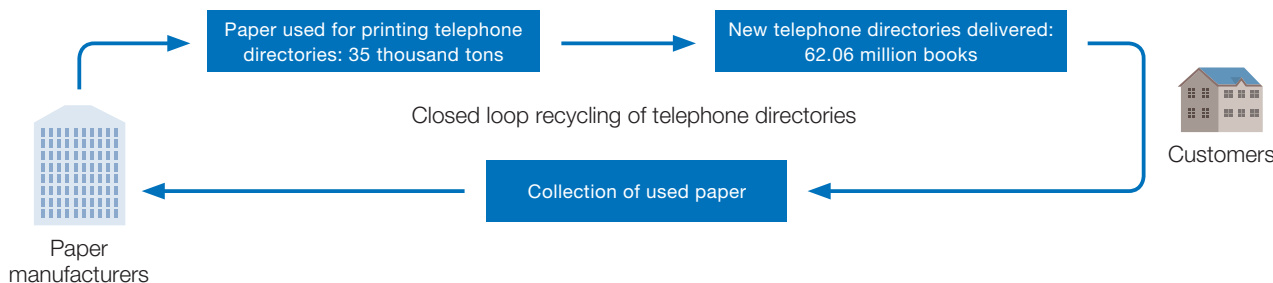 Paper used for printing telephone
directories: 35 thousand tons
New telephone directories delivered:
62.06 million books
Closed loop recycling of telephone directories
Customers
Collection of used paper
Paper
manufacturers